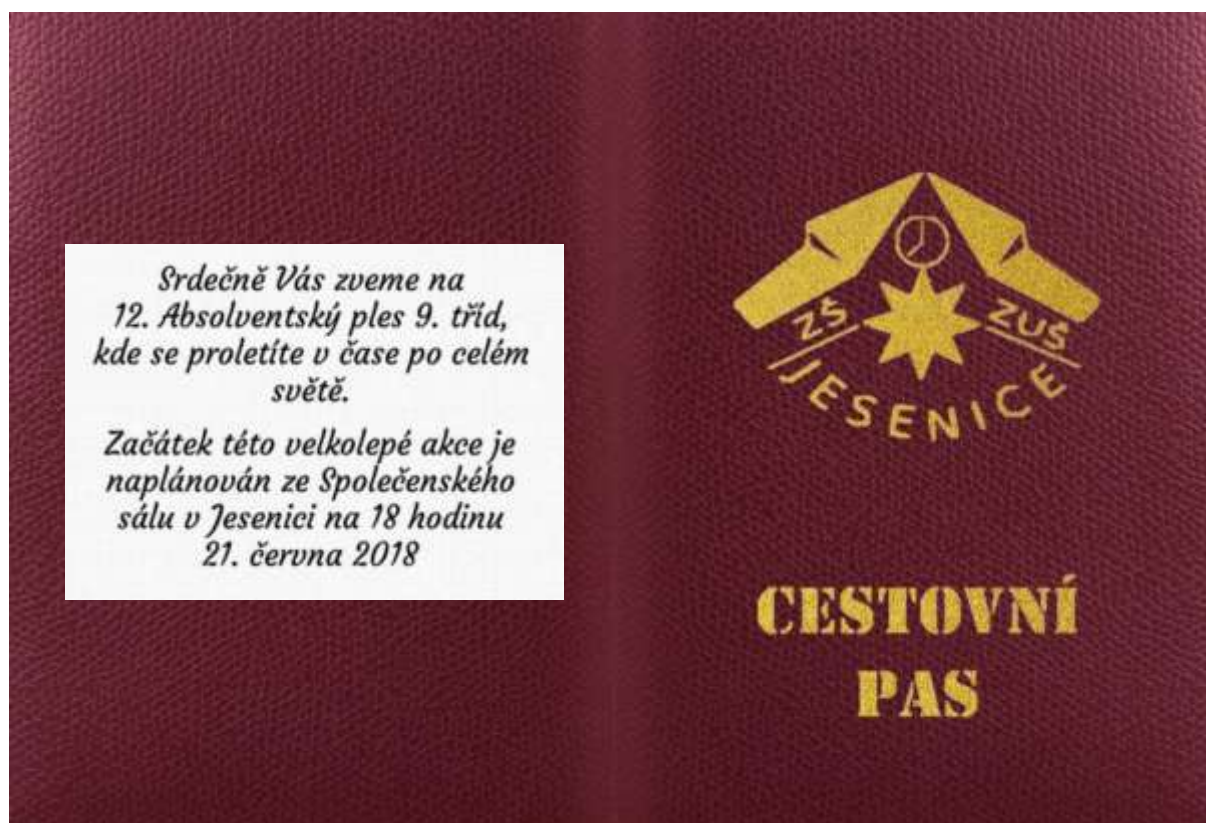 Srdečně Vás zveme na
12. Absolventský ples 9. tříd,
kde se proletíte v čase po celém
světě.
Začátek této velkolepé akce je
naplánován ze Společenského
sálu v Jesenici na 18 hodinu
21. června 2018
ZŠ ZUŠ
JESENICE
CESTOVNÍ
PAS